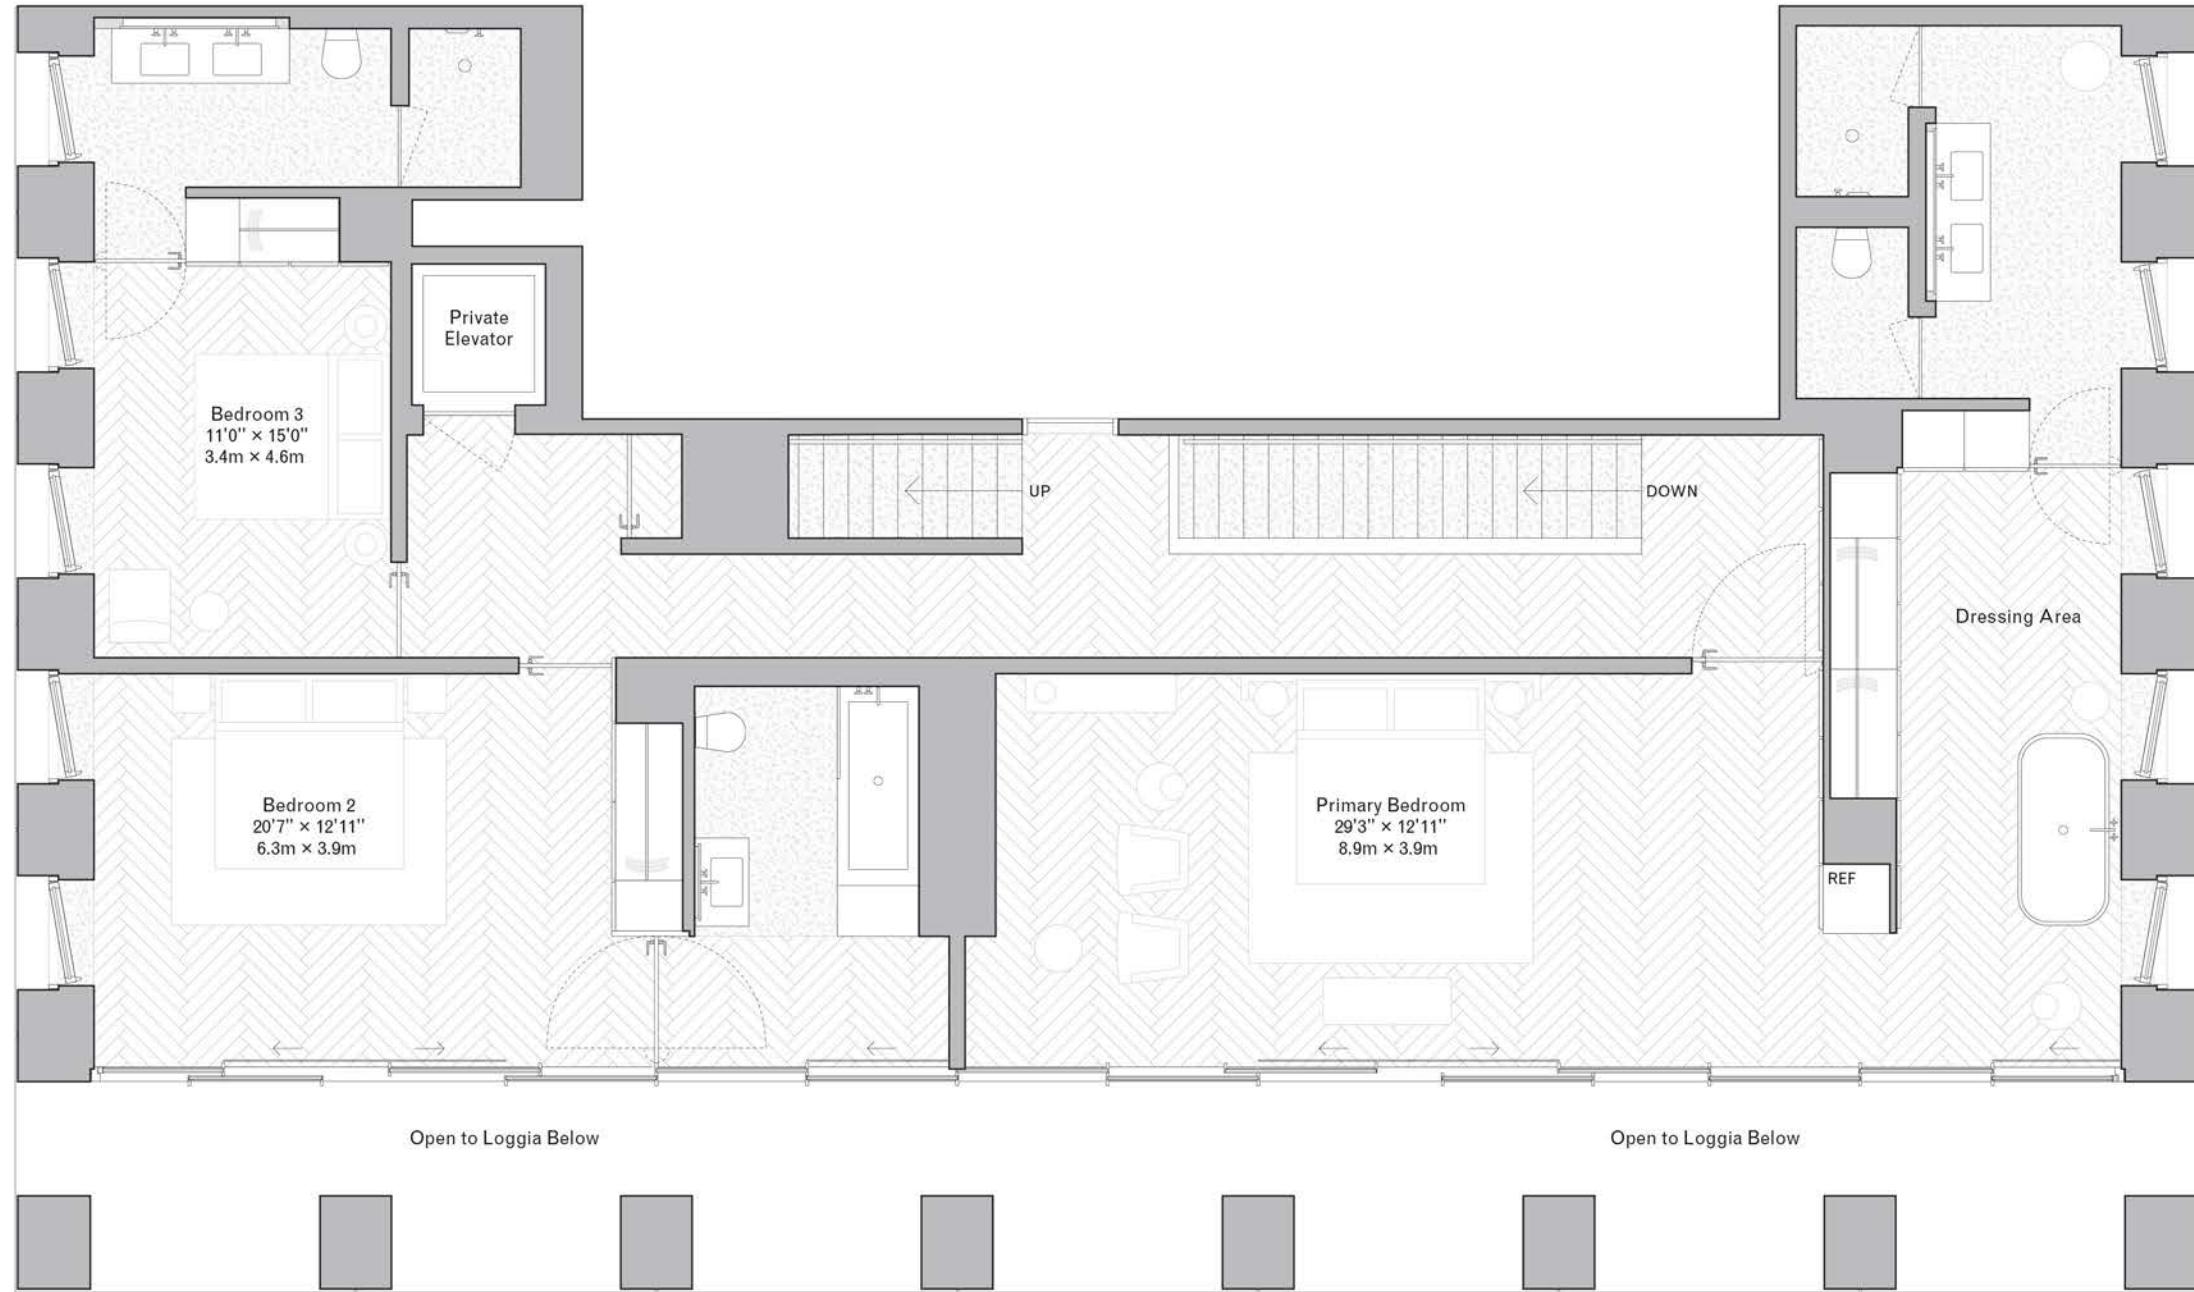 Private
Elevator
Bedroom 3
11'0" × 15'0"
3.4m × 4.6m
UP
DOWN
Dressing Area
Bedroom 2
20'7" × 12'11"
6.3m × 3.9m
Primary Bedroom
29'3" × 12'11"
8.9m × 3.9m
REF
Open to Loggia Below
Open to Loggia Below